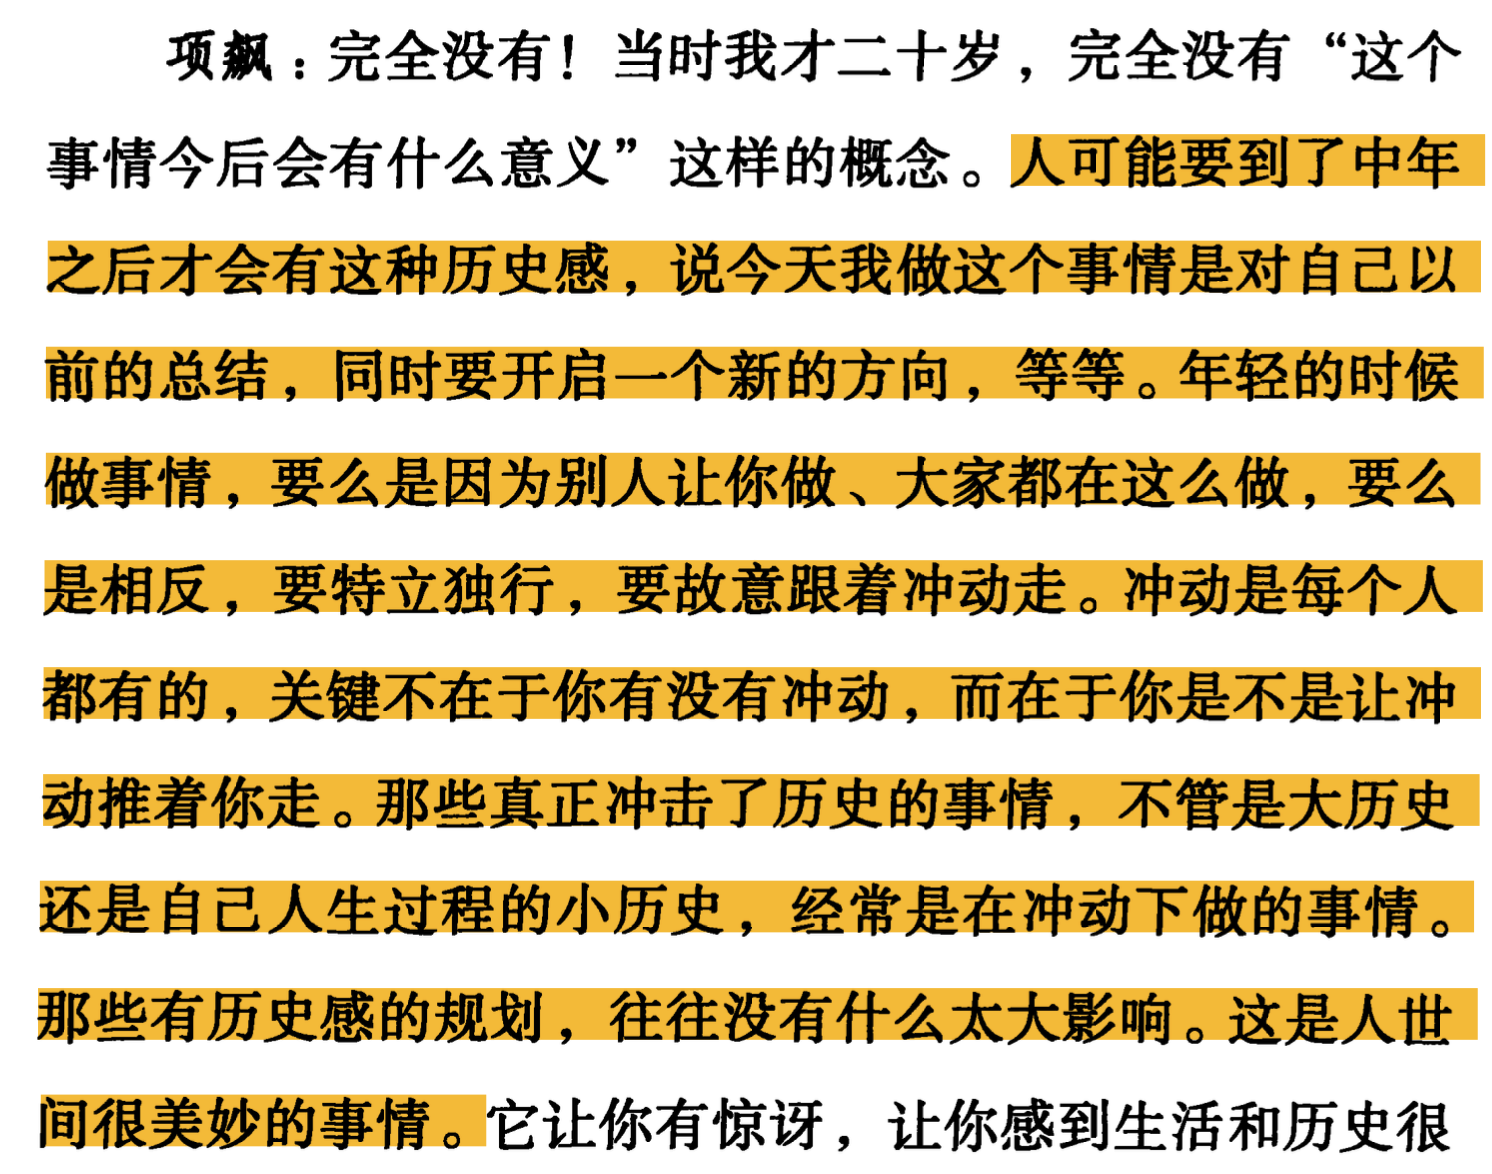 项飙：完全没有！当时我才二十岁，完全没有“这个
事情今后会有什么意义”这样的概念。人可能要到了中年
之后才会有这种历史感，说今天我做这个事情是对自己以
前的总结，同时要开启一个新的方向，等等。年轻的时候
做事情，要么是因为别人让你做、大家都在这么做，要么
是相反，要特立独行，要故意跟着冲动走。冲动是每个人
都有的，关键不在于你有没有冲动，而在于你是不是让冲
动推着你走。那些真正冲击了历史的事情，不管是大历史
还是自己人生过程的小历史，经常是在冲动下做的事情。
那些有历史感的规划，往往没有什么太大影响。这是人世
间很美妙的事情。它让你有惊讶，让你感到生活和历史很